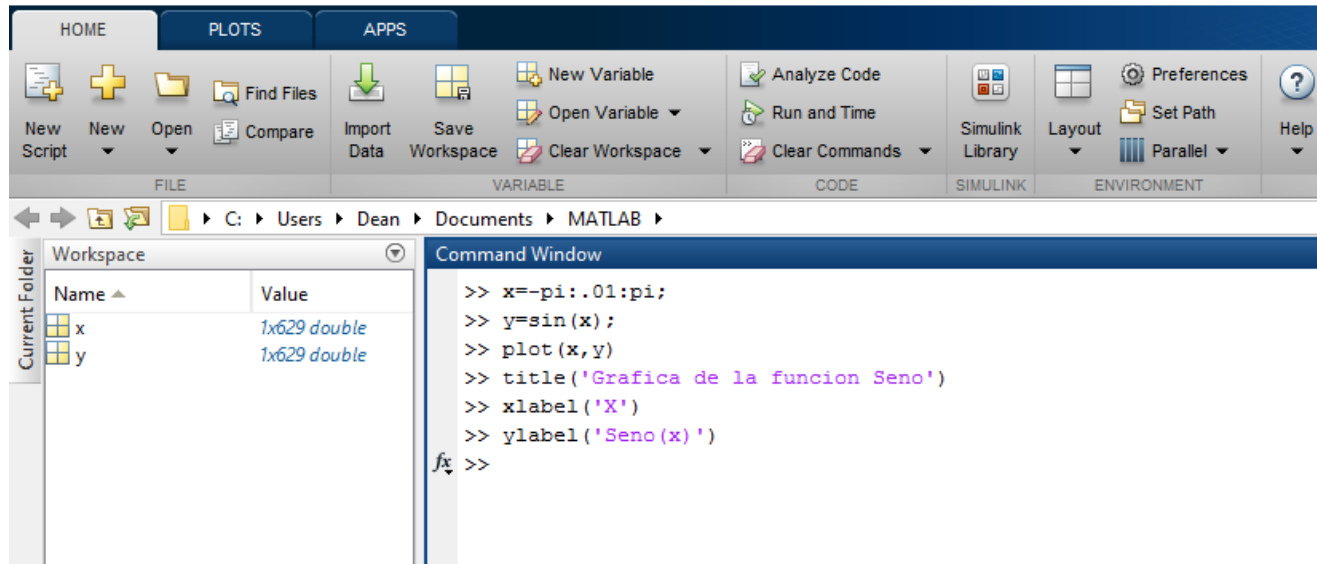 HOME PLOTS APPS
New Script
New
Open
Find Files
Compare
FILE
Import Data
Save Workspace
New Variable
Open Variable
Clear Workspace
VARIABLE
Analyze Code
Run and Time
Clear Commands
CODE
Simulink Library
SIMULINK
Layout
Preferences
Set Path
Parallel
ENVIRONMENT
? Help
C: Users Dean Documents MATLAB
Current Folder
Workspace
Name Value
x 1x629 double
y 1x629 double
Command Window
>> x=-pi:.01:pi;
>> y=sin(x);
>> plot(x,y)
>> title('Grafica de la funcion Seno')
>> xlabel('X')
>> ylabel('Seno(x)')
fx >>